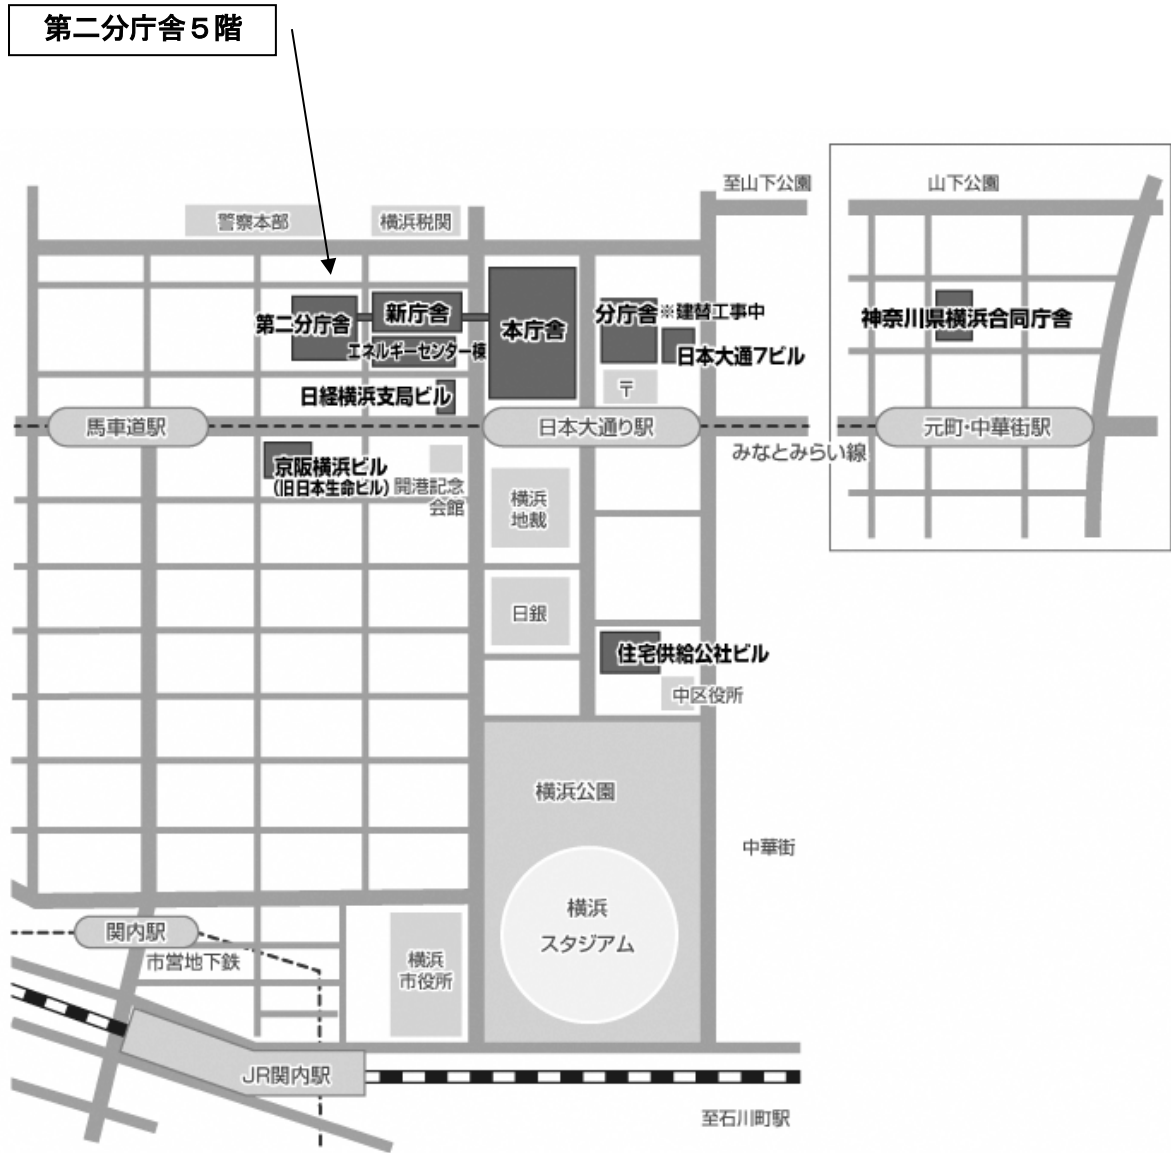 第二分庁舎５階
至山下公園
山下公園
警察本部
横浜税関
第二分庁舎
新庁舎
本庁舎
分庁舎
※建替工事中
神奈川県横浜合同庁舎
エネルギーセンター棟
日本大通7ビル
日経横浜支局ビル
〒
馬車道駅
日本大通り駅
元町・中華街駅
みなとみらい線
京阪横浜ビル
(旧日本生命ビル)
開港記念
会館
横浜
地裁
日銀
住宅供給公社ビル
中区役所
横浜公園
中華街
横浜
スタジアム
関内駅
市営地下鉄
横浜
市役所
JR関内駅
至石川町駅